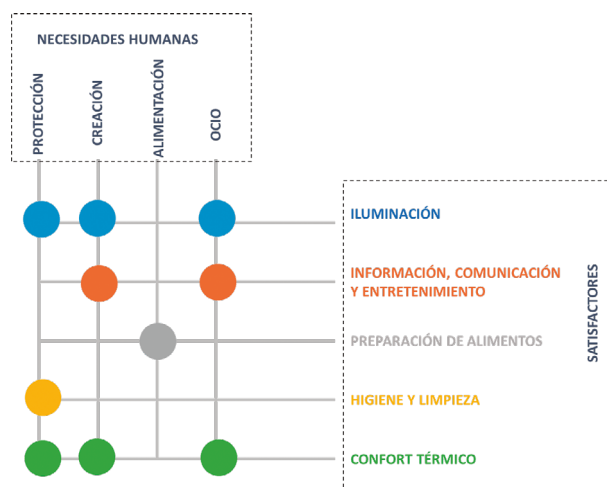 NECESIDADES HUMANAS
PROTECCIÓN
CREACIÓN
ALIMENTACIÓN
OCIO
ILUMINACIÓN
INFORMACIÓN, COMUNICACIÓN
Y ENTRETENIMIENTO
PREPARACIÓN DE ALIMENTOS
HIGIENE Y LIMPIEZA
CONFORT TÉRMICO
SATISFACTORES